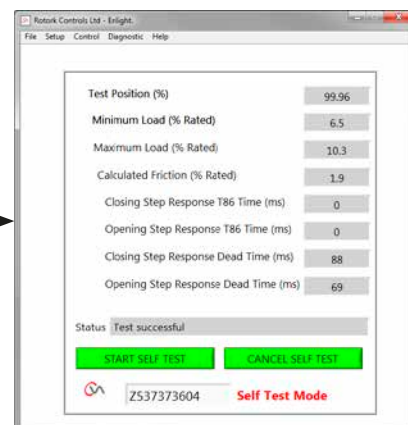 Rotork Controls Ltd - Enlight.
File Setup Control Diagnostic Help
Test Position (%) 99.96
Minimum Load (% Rated) 6.5
Maximum Load (% Rated) 10.3
Calculated Friction (% Rated) 1.9
Closing Step Response T86 Time (ms) 0
Opening Step Response T86 Time (ms) 0
Closing Step Response Dead Time (ms) 88
Opening Step Response Dead Time (ms) 69
Status Test successful
START SELF TEST CANCEL SELF TEST
ZS37373604 Self Test Mode